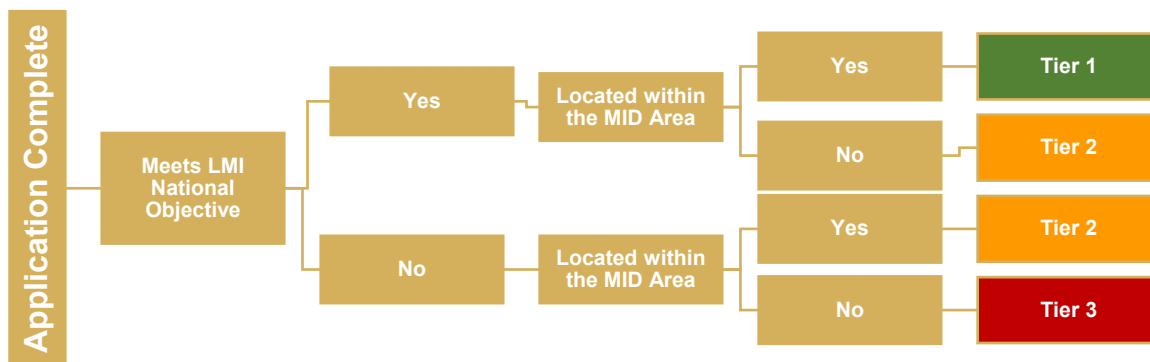 Application Complete
Meets LMI
National
Objective
Yes
Located within
the MID Area
Yes
Tier 1
No
Tier 2
No
Located within
the MID Area
Yes
Tier 2
No
Tier 3